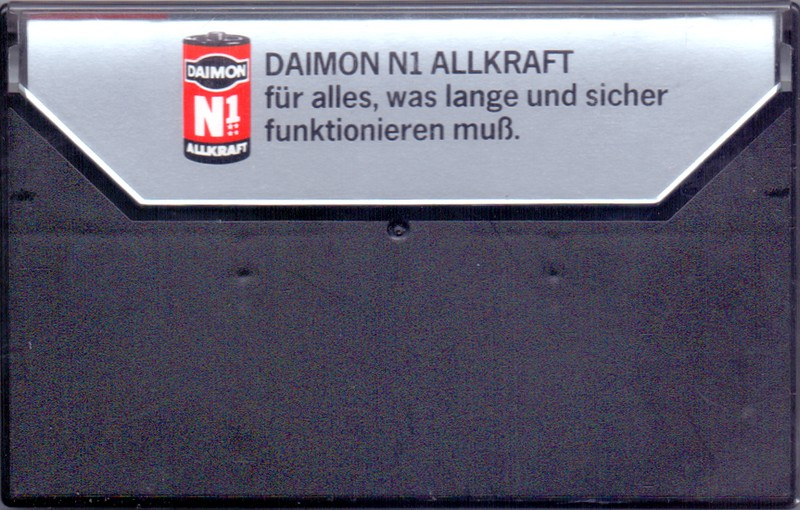 DAIMON N1 ALLKRAFT
für alles, was lange und sicher
funktionieren muß.
DAIMON
N1
ALLKRAFT